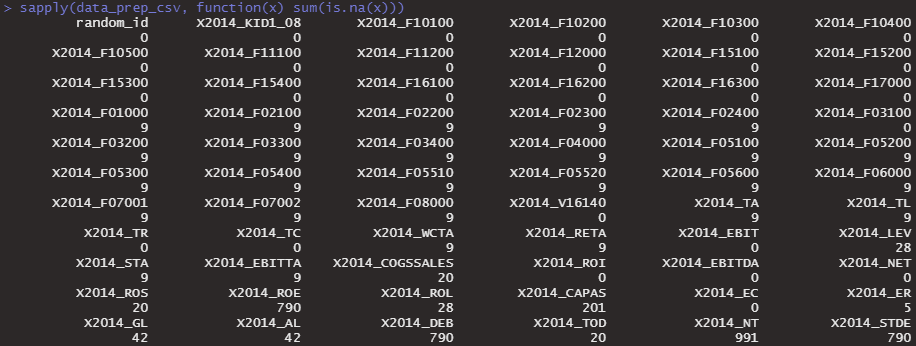 > sapply(data_prep_csv, function(x) sum(is.na(x)))
random_id X2014_KID1_08 X2014_F10100 X2014_F10200 X2014_F10300 X2014_F10400
0 0 0 0 0 0
X2014_F10500 X2014_F11100 X2014_F11200 X2014_F12000 X2014_F15100 X2014_F15200
0 0 0 0 0 0
X2014_F15300 X2014_F15400 X2014_F16100 X2014_F16200 X2014_F16300 X2014_F17000
0 0 0 0 0 0
X2014_F01000 X2014_F02100 X2014_F02200 X2014_F02300 X2014_F02400 X2014_F03100
9 9 9 9 9 0
X2014_F03200 X2014_F03300 X2014_F03400 X2014_F04000 X2014_F05100 X2014_F05200
9 9 9 9 9 9
X2014_F05300 X2014_F05400 X2014_F05510 X2014_F05520 X2014_F05600 X2014_F06000
9 9 9 9 9 9
X2014_F07001 X2014_F07002 X2014_F08000 X2014_V16140 X2014_TA X2014_TL
9 9 9 0 9 9
X2014_TR X2014_TC X2014_WCTA X2014_RETA X2014_EBIT X2014_LEV
0 0 9 9 0 28
X2014_STA X2014_EBITTA X2014_COGSSALES X2014_ROI X2014_EBITDA X2014_NET
9 9 20 0 0 0
X2014_ROS X2014_ROE X2014_ROL X2014_CAPAS X2014_EC X2014_ER
20 790 28 201 0 5
X2014_GL X2014_AL X2014_DEB X2014_TOD X2014_NT X2014_STDE
42 42 790 20 991 790